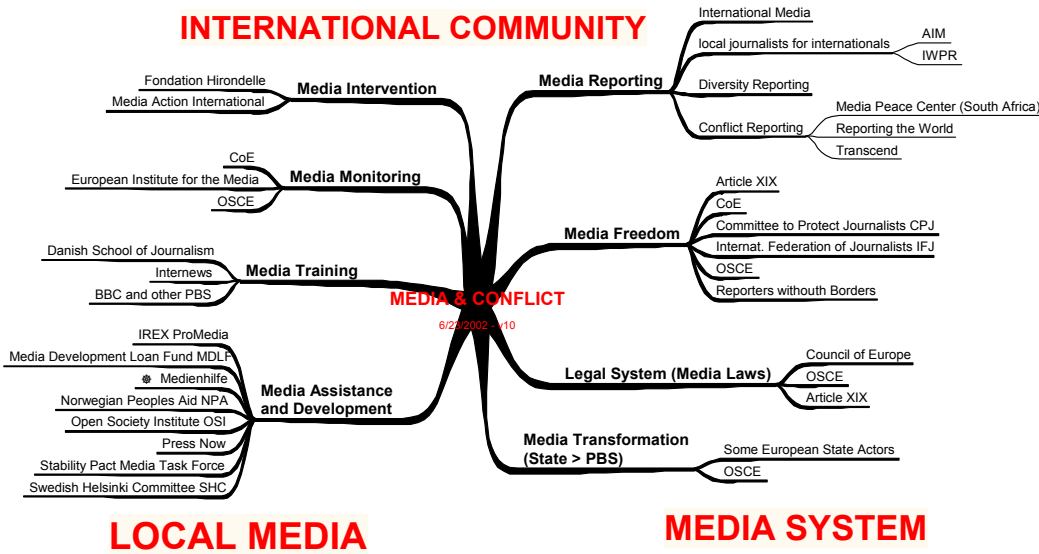 INTERNATIONAL COMMUNITY
Fondation Hirondelle
Media Action International
Media Intervention
CoE
European Institute for the Media
OSCE
Media Monitoring
Danish School of Journalism
Internews
BBC and other PBS
Media Training
IREX ProMedia
Media Development Loan Fund MDLF
Medienhilfe
Norwegian Peoples Aid NPA
Open Society Institute OSI
Press Now
Stability Pact Media Task Force
Swedish Helsinki Committee SHC
Media Assistance
and Development
LOCAL MEDIA
MEDIA & CONFLICT
6/23/2002 - v10
Media Reporting
International Media
local journalists for internationals
AIM
IWPR
Diversity Reporting
Conflict Reporting
Media Peace Center (South Africa)
Reporting the World
Transcend
Media Freedom
Article XIX
CoE
Committee to Protect Journalists CPJ
Internat. Federation of Journalists IFJ
OSCE
Reporters withouth Borders
Legal System (Media Laws)
Council of Europe
OSCE
Article XIX
Media Transformation
(State > PBS)
Some European State Actors
OSCE
MEDIA SYSTEM